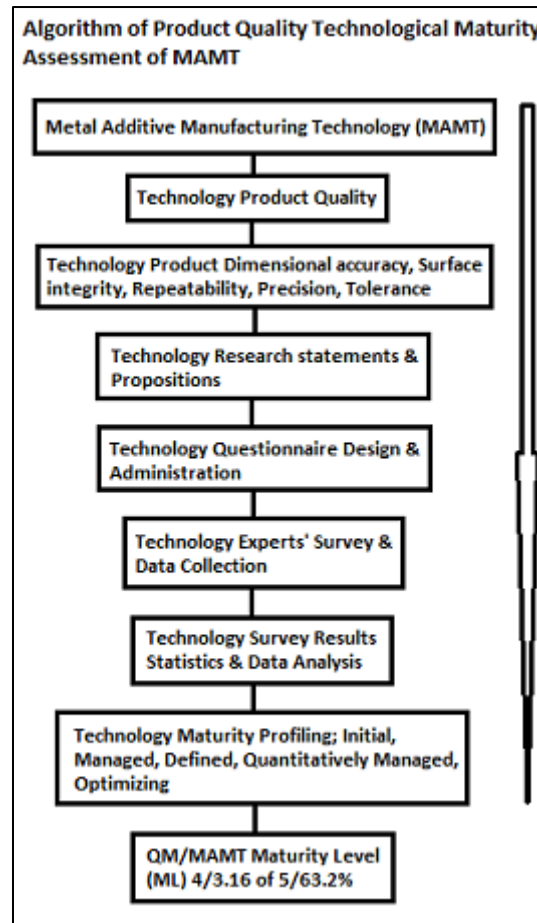 Algorithm of Product Quality Technological Maturity
Assessment of MAMT
Metal Additive Manufacturing Technology (MAMT)
Technology Product Quality
Technology Product Dimensional accuracy, Surface
integrity, Repeatability, Precision, Tolerance
Technology Research statements &
Propositions
Technology Questionnaire Design &
Administration
Technology Experts' Survey &
Data Collection
Technology Survey Results
Statistics & Data Analysis
Technology Maturity Profiling; Initial,
Managed, Defined, Quantitatively Managed,
Optimizing
QM/MAMT Maturity Level
(ML) 4/3.16 of 5/63.2%